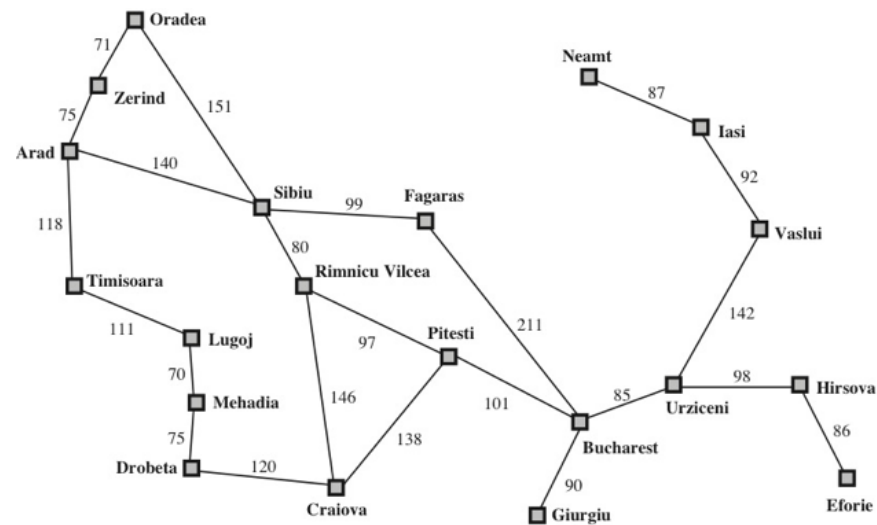 Oradea
71
Neamt
87
Zerind
151
75
Iasi
Arad
140
92
Sibiu
Fagaras
99
118
Vaslui
80
Timisoara
Rimnicu Vilcea
142
111
Lugoj
97
Pitesti
211
70
98
Hirsova
Mehadia
146
101
85
Urziceni
75
138
86
Bucharest
Drobeta
120
90
Craiova
Eforie
Giurgiu